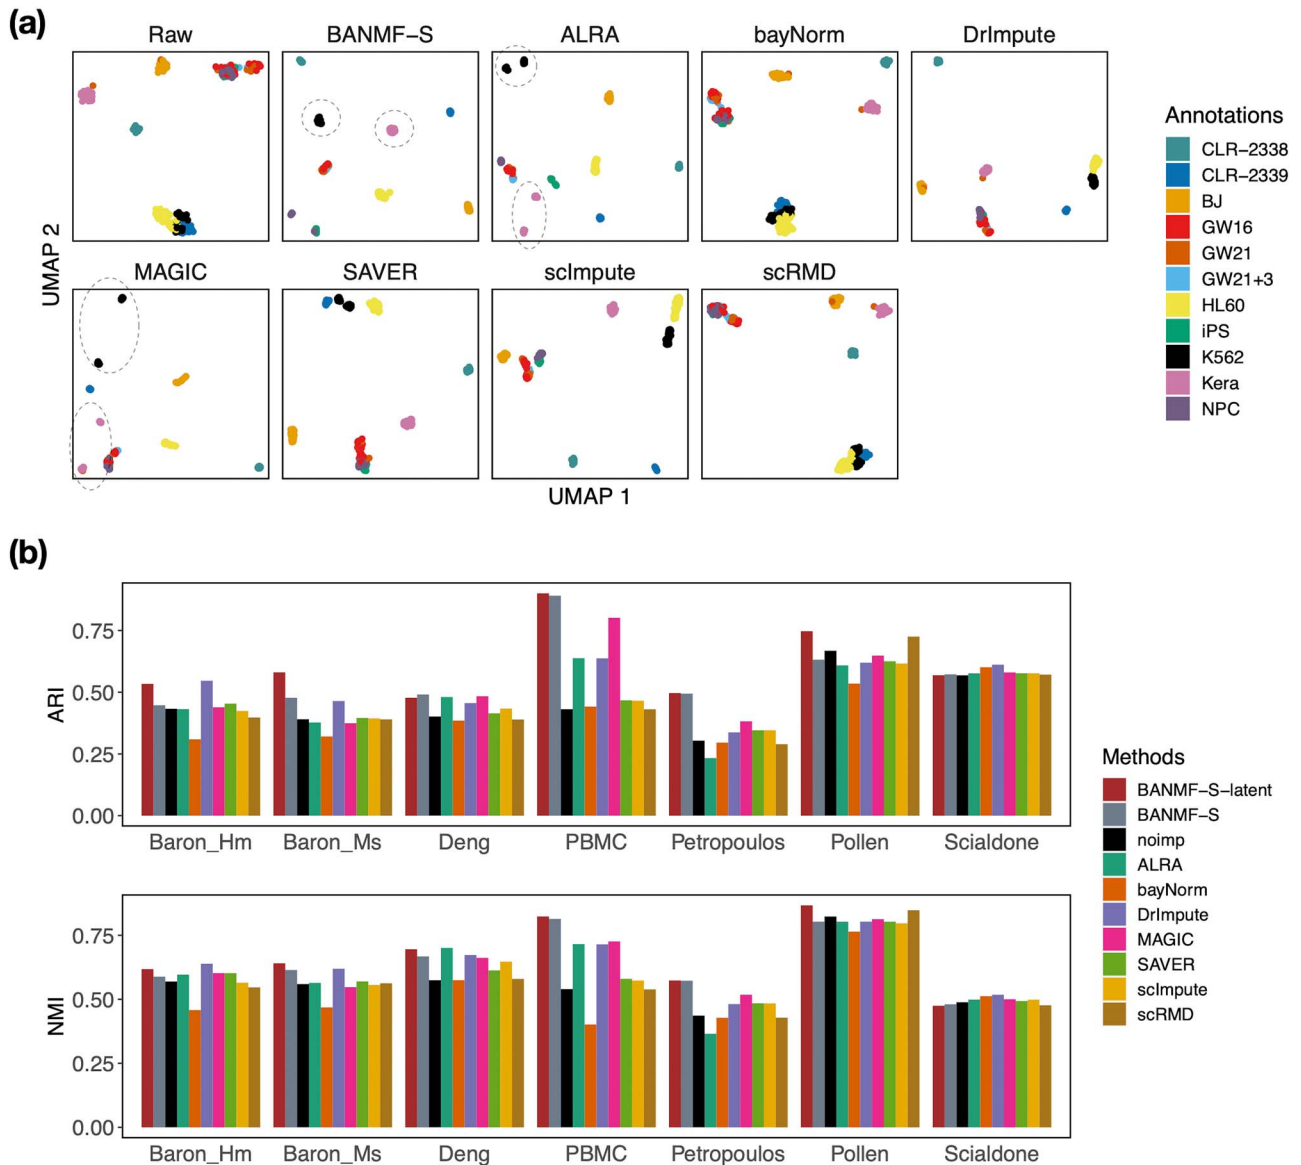 (a)
Raw
BANMF-S
ALRA
bayNorm
DrImpute
UMAP 2
MAGIC
SAVER
scImpute
scRMD
UMAP 1
Annotations
CLR-2338
CLR-2339
BJ
GW16
GW21
GW21+3
HL60
iPS
K562
Kera
NPC
(b)
ARI
0.75
0.50
0.25
0.00
Baron_Hm
Baron_Ms
Deng
PBMC
Petropoulos
Pollen
Scialdone
NMI
0.75
0.50
0.25
0.00
Baron_Hm
Baron_Ms
Deng
PBMC
Petropoulos
Pollen
Scialdone
Methods
BANMF-S-latent
BANMF-S
noimp
ALRA
bayNorm
DrImpute
MAGIC
SAVER
scImpute
scRMD